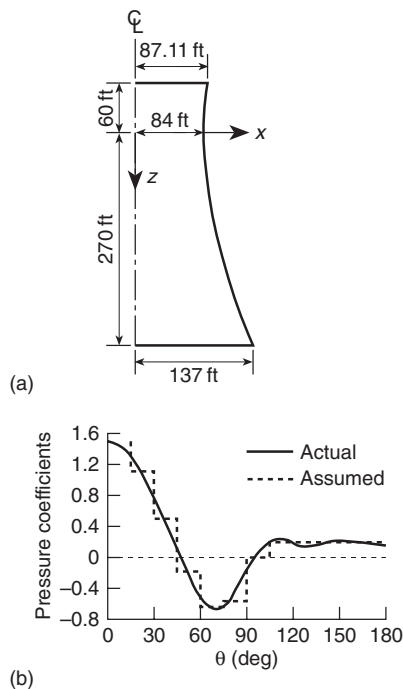 ℄
87.11 ft
60 ft
84 ft
x
z
270 ft
137 ft
(a)
1.6
1.2
0.8
0.4
0
−0.4
−0.8
Pressure coefficients
Actual
Assumed
0
30
60
90
120
150
180
θ (deg)
(b)